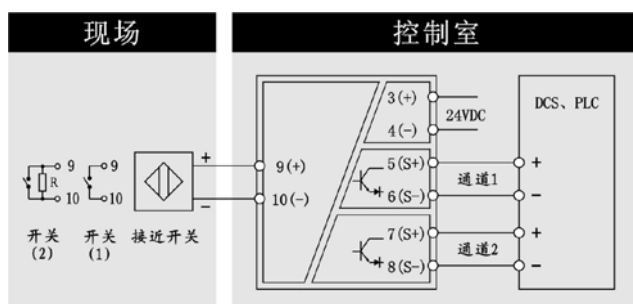 现场
控制室
3(+)
24VDC
4(-)
DCS、PLC
9
9
+
9(+)
5(S+)
+
R
通道1
10
10
−
10(-)
6(S-)
−
开关
(2)
开关
(1)
接近开关
7(S+)
+
通道2
8(S-)
−